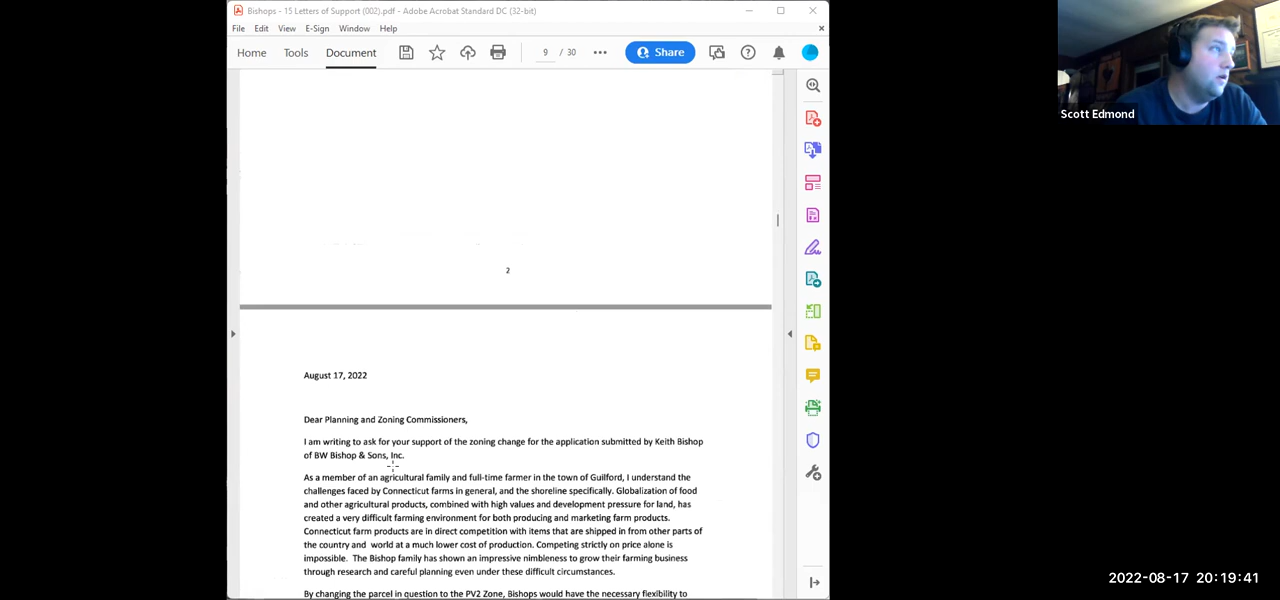 Bishops - 15 Letters of Support (002).pdf - Adobe Acrobat Standard DC (32-bit)
File Edit View E-Sign Window Help
Home Tools Document 9 / 30 Share
Scott Edmond
2
August 17, 2022
Dear Planning and Zoning Commissioners,
I am writing to ask for your support of the zoning change for the application submitted by Keith Bishop
of BW Bishop & Sons, Inc.
As a member of an agricultural family and full-time farmer in the town of Guilford, I understand the
challenges faced by Connecticut farms in general, and the shoreline specifically. Globalization of food
and other agricultural products, combined with high values and development pressure for land, has
created a very difficult farming environment for both producing and marketing farm products.
Connecticut farm products are in direct competition with items that are shipped in from other parts of
the country and world at a much lower cost of production. Competing strictly on price alone is
impossible. The Bishop family has shown an impressive nimbleness to grow their farming business
through research and careful planning even under these difficult circumstances.
By changing the parcel in question to the PV2 Zone, Bishops would have the necessary flexibility to
2022-08-17 20:19:41